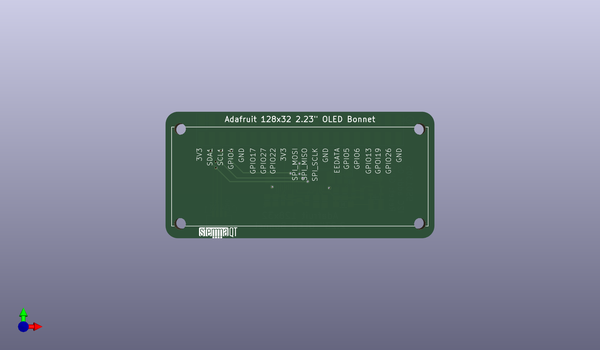 Adafruit 128x32 2.23" OLED Bonnet
3V3
SDA1
SCL1
GPIO4
GND
GPIO17
GPIO27
GPIO22
3V3
SPI_MOSI
SPI_MISO
SPI_SCLK
GND
EEDATA
GPIO5
GPIO6
GPIO13
GPIO19
GPIO26
GND
stemmaQT